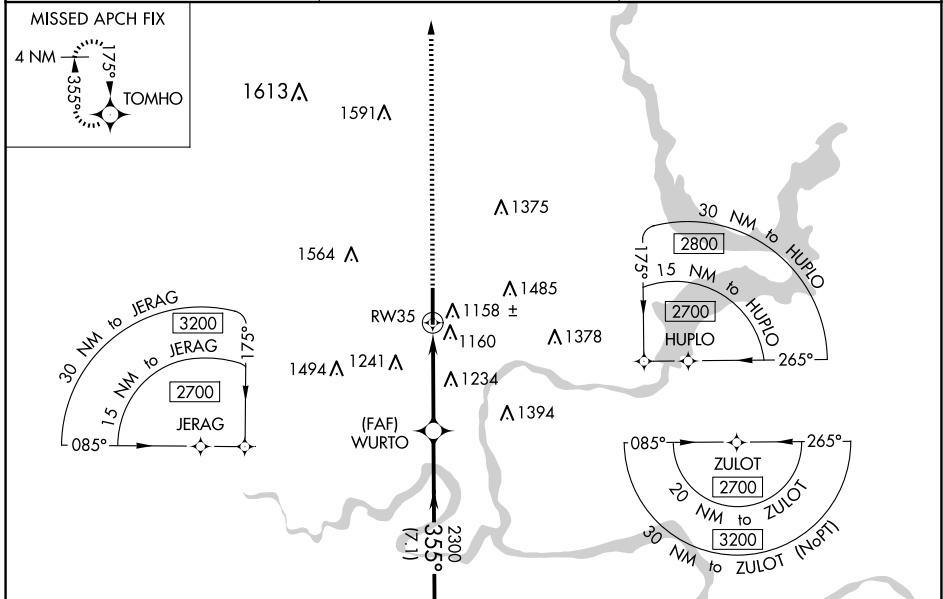 MISSED APCH FIX
4 NM
175°
355°
TOMHO
1613
1591
1375
1564
1485
RW35
1158 ±
1160
1378
1494
1241
1234
1394
(FAF)
WURTO
2300
355°
(7.1)
30 NM to JERAG
3200
175°
15 NM to JERAG
2700
JERAG
085°
30 NM to HUPLO
2800
175°
15 NM to HUPLO
2700
HUPLO
265°
085°
265°
ZULOT
2700
20 NM to ZULOT
3200
30 NM to ZULOT (NoPT)